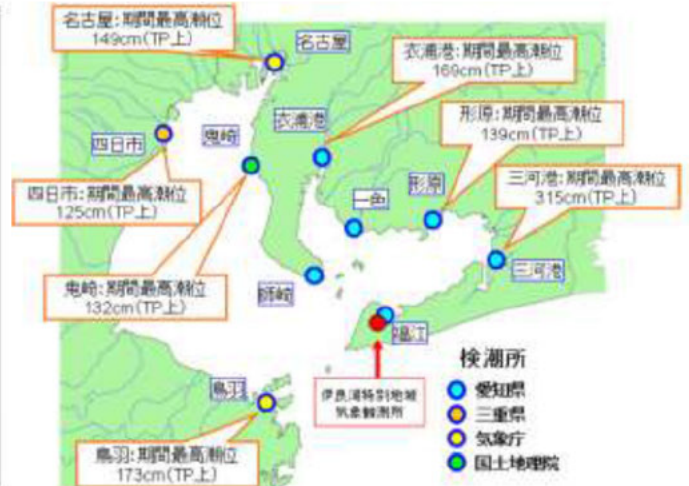 名古屋:期間最高潮位
149cm(TP上)
名古屋
衣浦港:期間最高潮位
169cm(TP上)
形原:期間最高潮位
139cm(TP上)
衣浦港
鬼崎
四日市
三河港:期間最高潮位
315cm(TP上)
四日市:期間最高潮位
125cm(TP上)
形原
一色
三河港
鬼崎:期間最高潮位
132cm(TP上)
師崎
福江
検潮所
鳥羽
伊良湖特別地域
気象観測所
愛知県
三重県
気象庁
国土地理院
鳥羽:期間最高潮位
173cm(TP上)